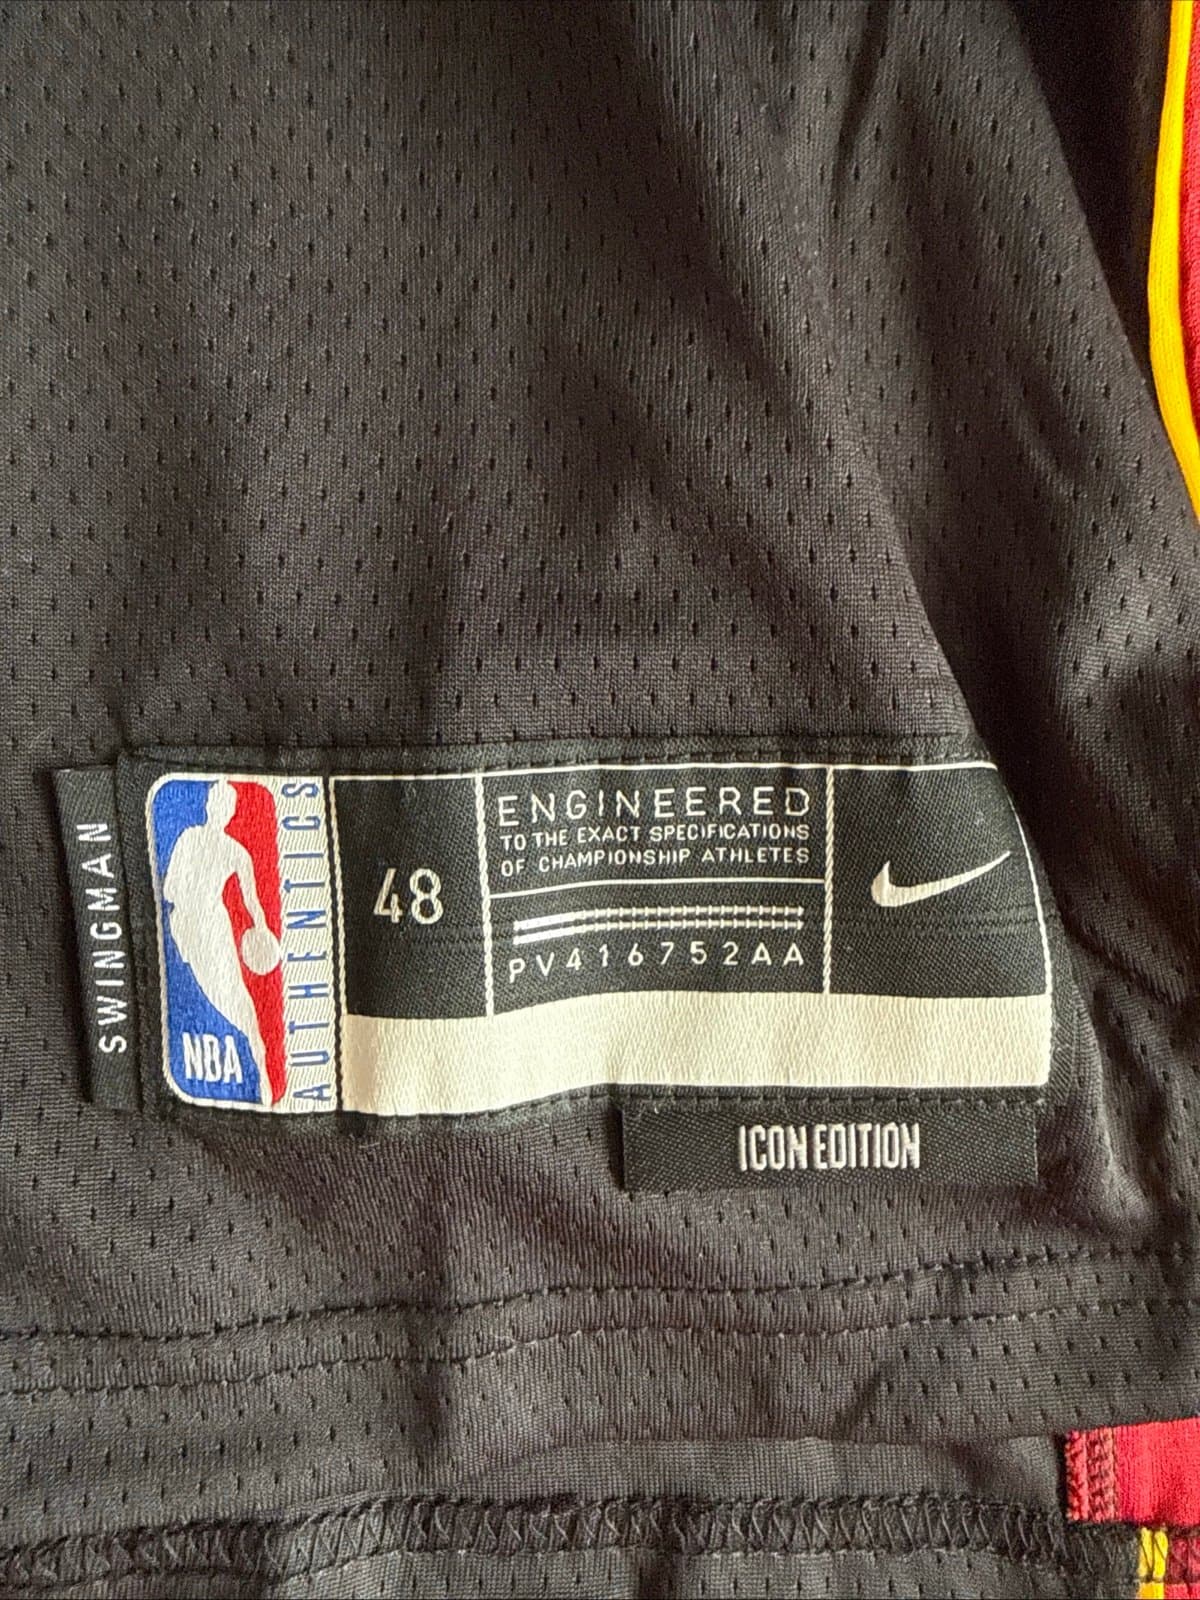 SWINGMAN
NBA
AUTHENTICS
48
ENGINEERED
TO THE EXACT SPECIFICATIONS
OF CHAMPIONSHIP ATHLETES
PV416752AA
ICON EDITION